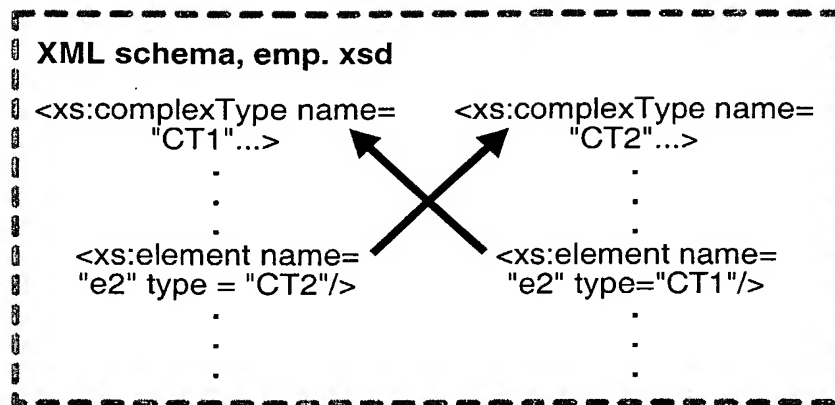 XML schema, emp. xsd
<xs:complexType name=
"CT1"...>
<xs:element name=
"e2" type = "CT2"/>
<xs:complexType name=
"CT2"...>
<xs:element name=
"e2" type="CT1"/>